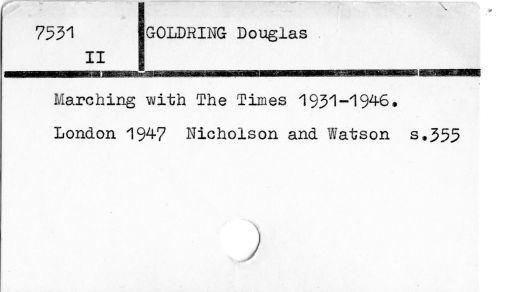 7531 GOLDRING Douglas
II
Marching with The Times 1931-1946.
London 1947 Nicholson and Watson s.355